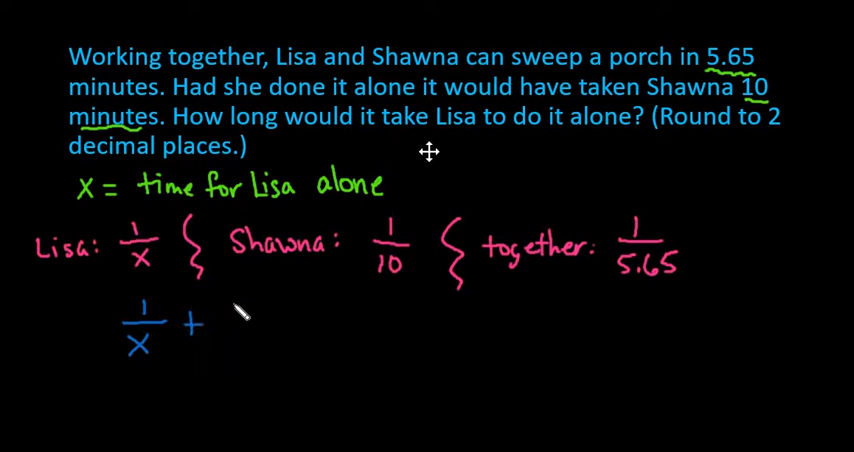 Working together, Lisa and Shawna can sweep a porch in 5.65
minutes. Had she done it alone it would have taken Shawna 10
minutes. How long would it take Lisa to do it alone? (Round to 2
decimal places.)
x = time for Lisa alone
Lisa: 1/x { Shawna: 1/10 { together: 1/5.65
1/x +